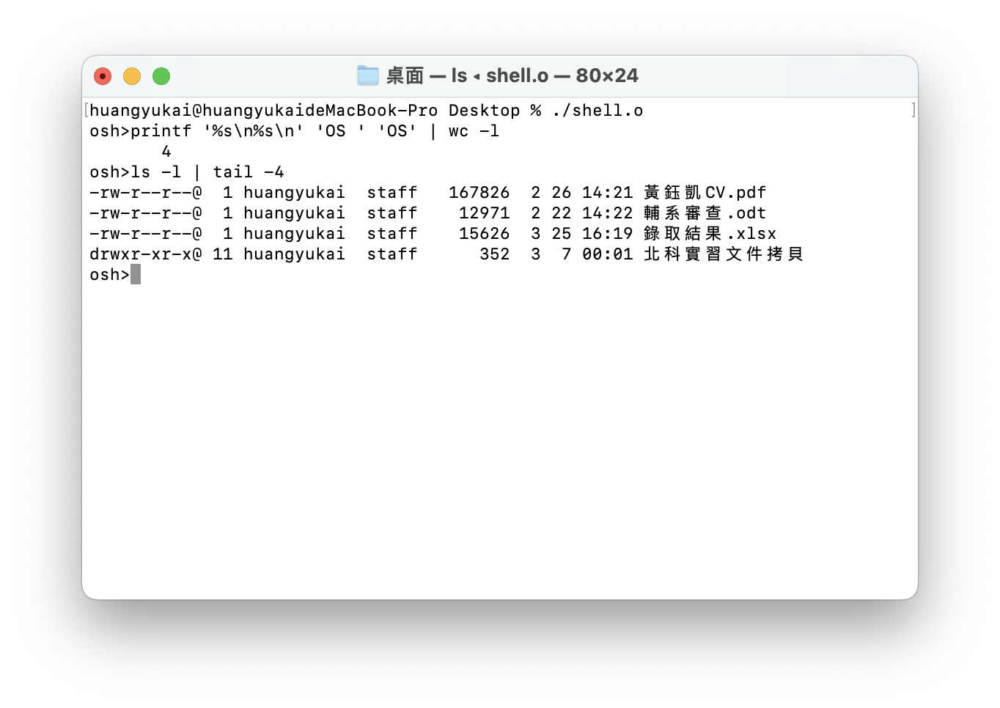 桌面 — ls ◂ shell.o — 80×24
[huangyukai@huangyukaideMacBook-Pro Desktop % ./shell.o ]
osh>printf '%s\n%s\n' 'OS ' 'OS' | wc -l
       4
osh>ls -l | tail -4
-rw-r--r--@  1 huangyukai  staff   167826  2 26 14:21 黃鈺凱CV.pdf
-rw-r--r--@  1 huangyukai  staff    12971  2 22 14:22 輔系審查.odt
-rw-r--r--@  1 huangyukai  staff    15626  3 25 16:19 錄取結果.xlsx
drwxr-xr-x@ 11 huangyukai  staff      352  3  7 00:01 北科實習文件拷貝
osh>